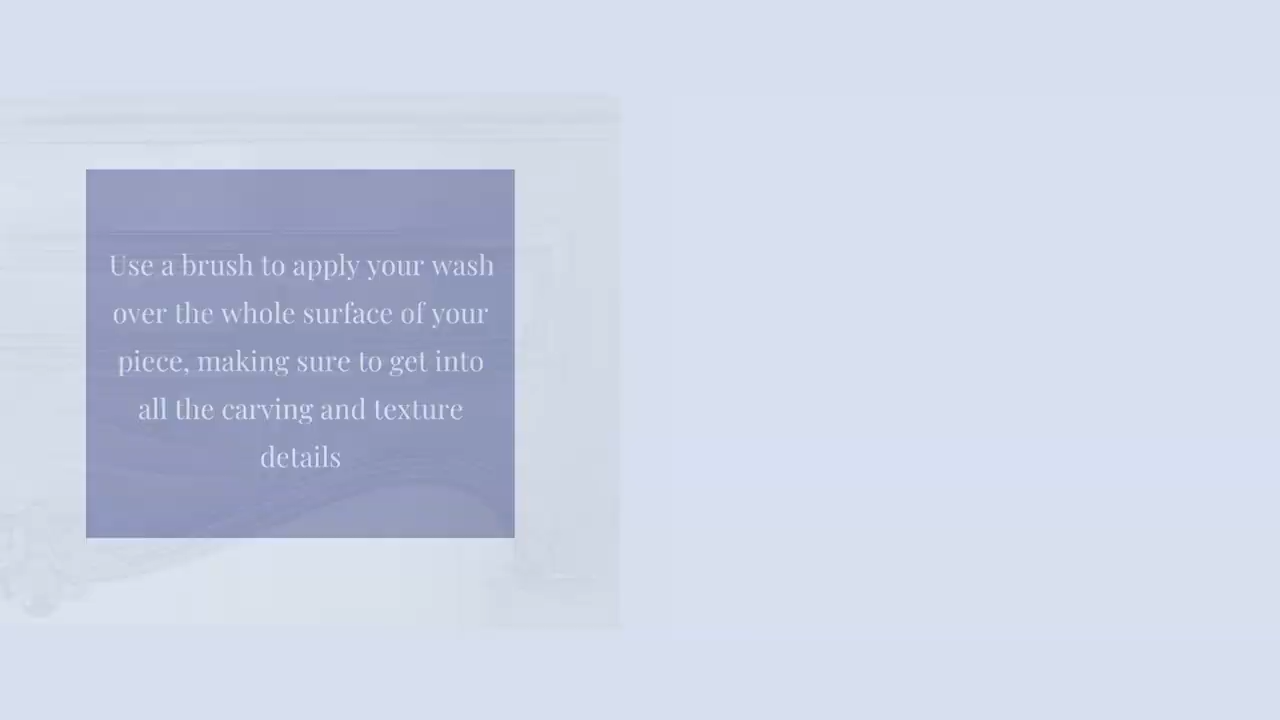 Use a brush to apply your wash
over the whole surface of your
piece, making sure to get into
all the carving and texture
details